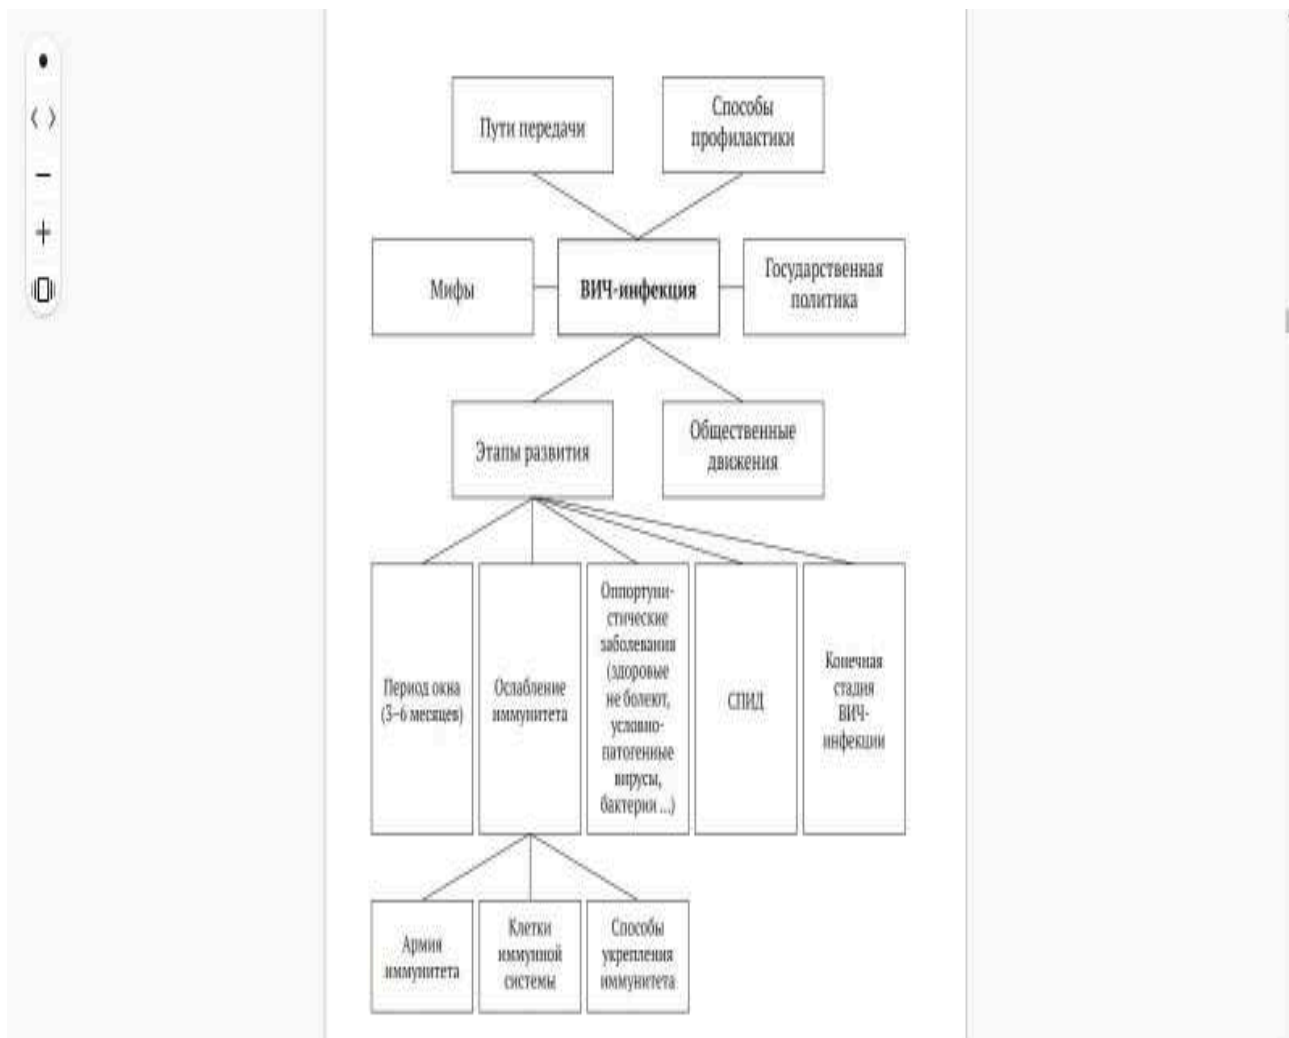 Пути передачи
Способы
профилактики
Мифы
ВИЧ-инфекция
Государственная
политика
Этапы развития
Общественные
движения
Период окна
(3–6 месяцев)
Ослабление
иммунитета
Оппортуни-
стические
заболевания
(здоровые
не болеют,
условно-
патогенные
вирусы,
бактерии ...)
СПИД
Конечная
стадия
ВИЧ-
инфекции
Армия
иммунитета
Клетки
иммунной
системы
Способы
укрепления
иммунитета